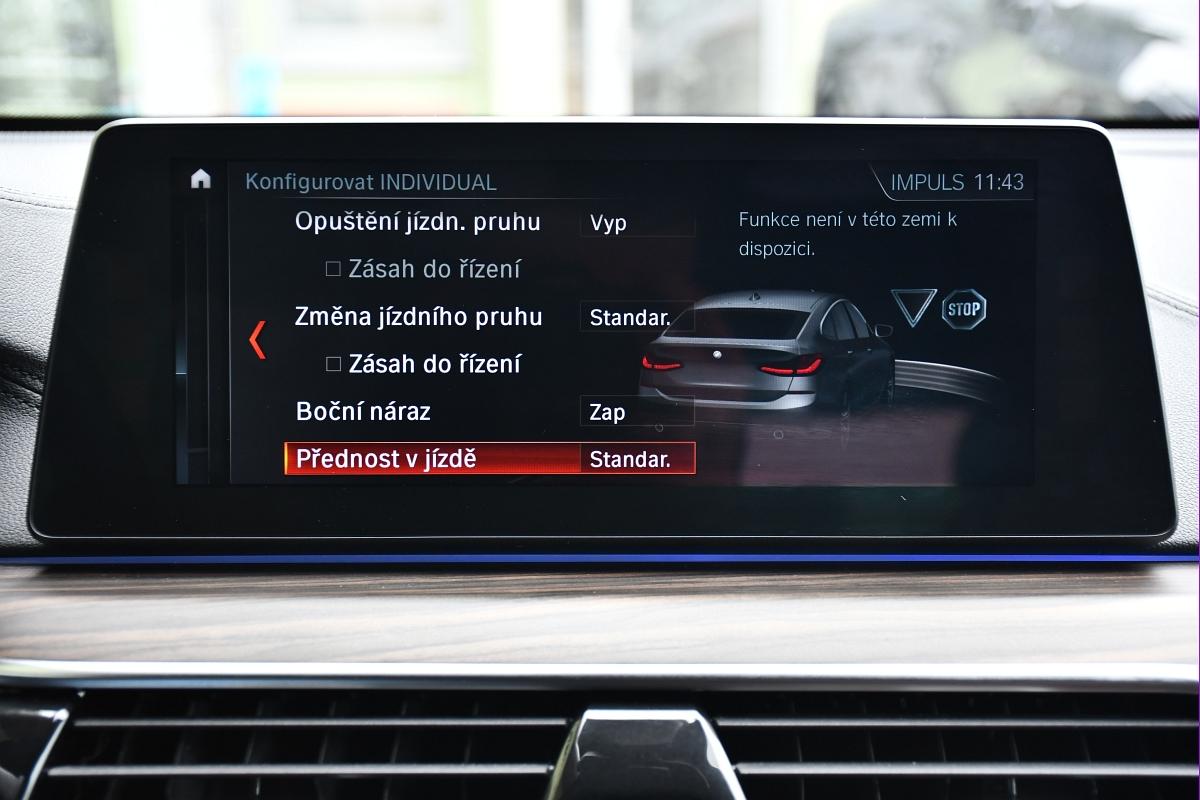 Konfigurovat INDIVIDUAL
IMPULS 11:43
Opuštění jízdn. pruhu Vyp
Zásah do řízení
Změna jízdního pruhu Standar.
Zásah do řízení
Boční náraz Zap
Přednost v jízdě Standar.
Funkce není v této zemi k
dispozici.
STOP